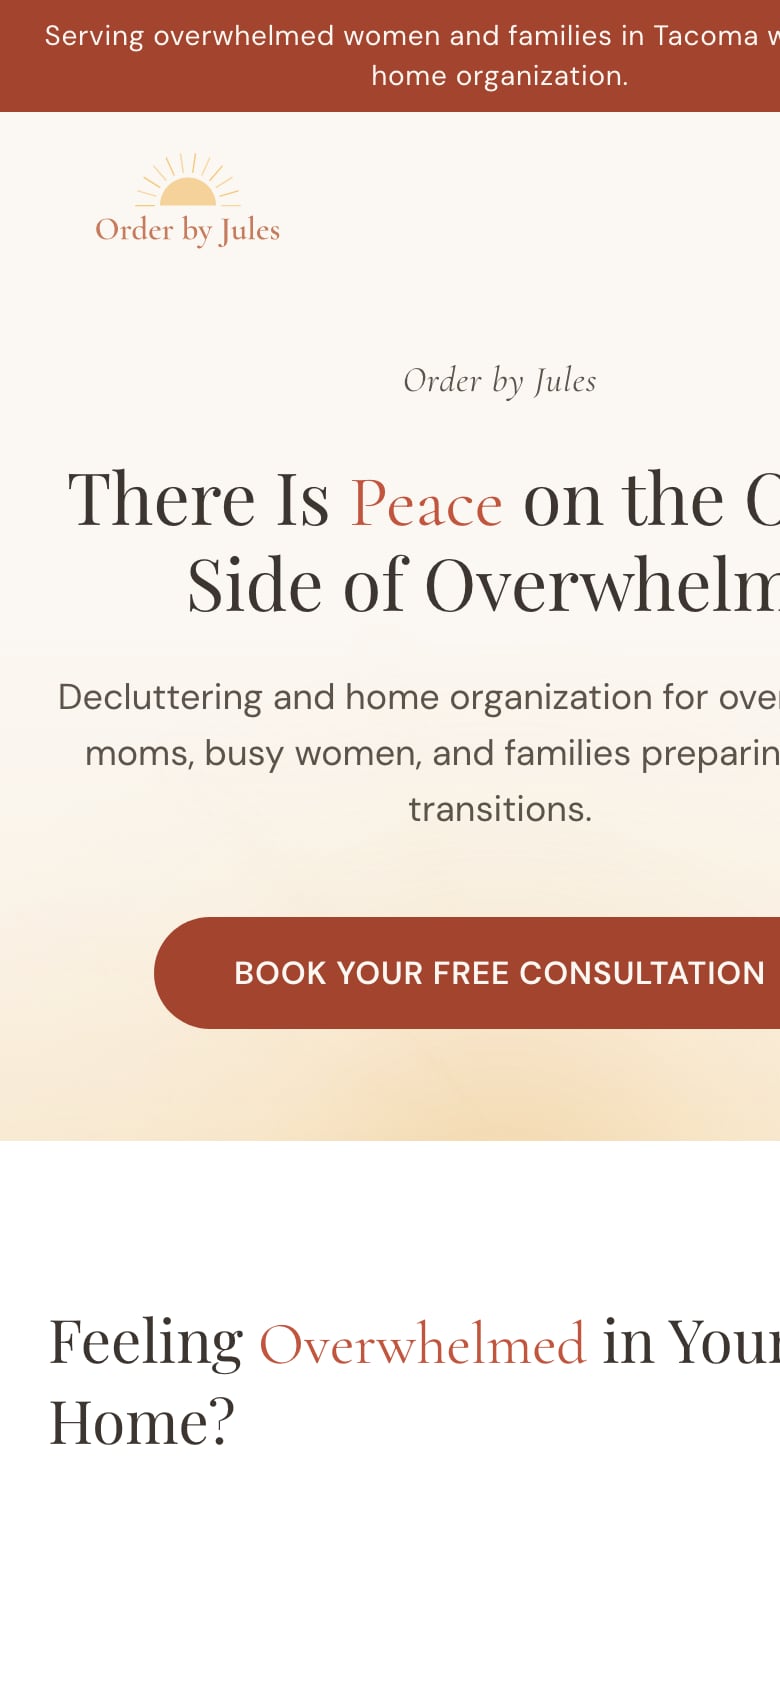 Serving overwhelmed women and families in Tacoma
home organization.
Order by Jules
Order by Jules
There Is Peace on the
Side of Overwhelm
Decluttering and home organization for
moms, busy women, and families
transitions.
BOOK YOUR FREE CONSULTATION
Feeling Overwhelmed in Your
Home?